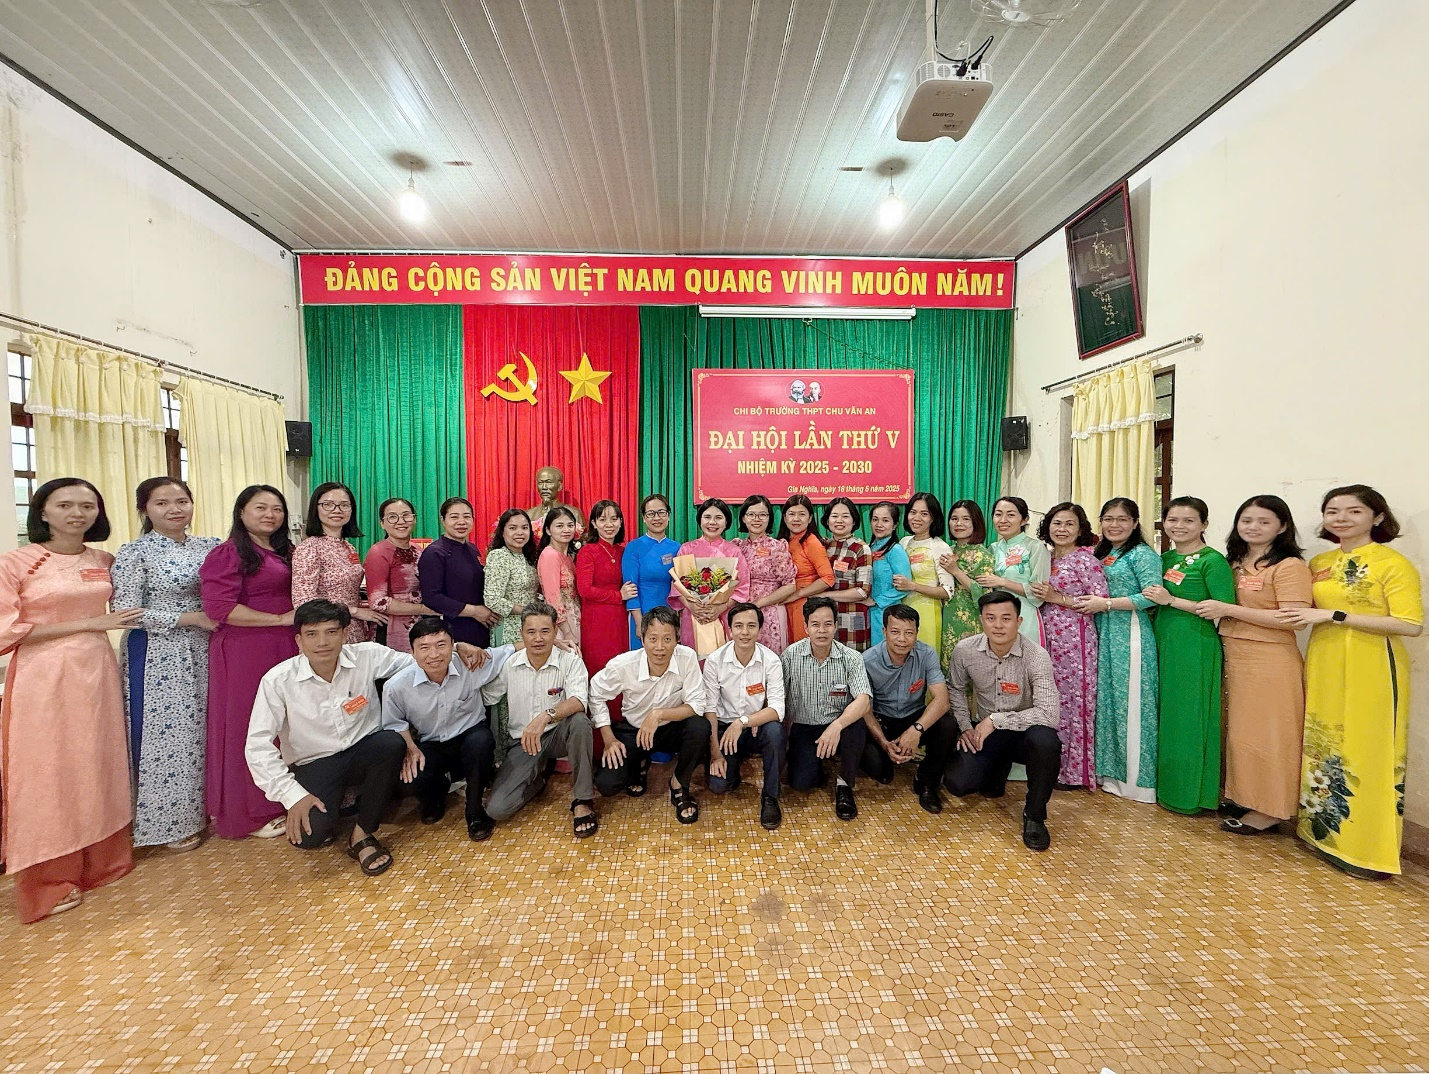 CASIO
ĐẢNG CỘNG SẢN VIỆT NAM QUANG VINH MUÔN NĂM!
CHI BỘ TRƯỜNG THPT CHU VĂN AN
ĐẠI HỘI LẦN THỨ V
NHIỆM KỲ 2025 - 2030
Gia Nghĩa, ngày 18 tháng 6 năm 2025